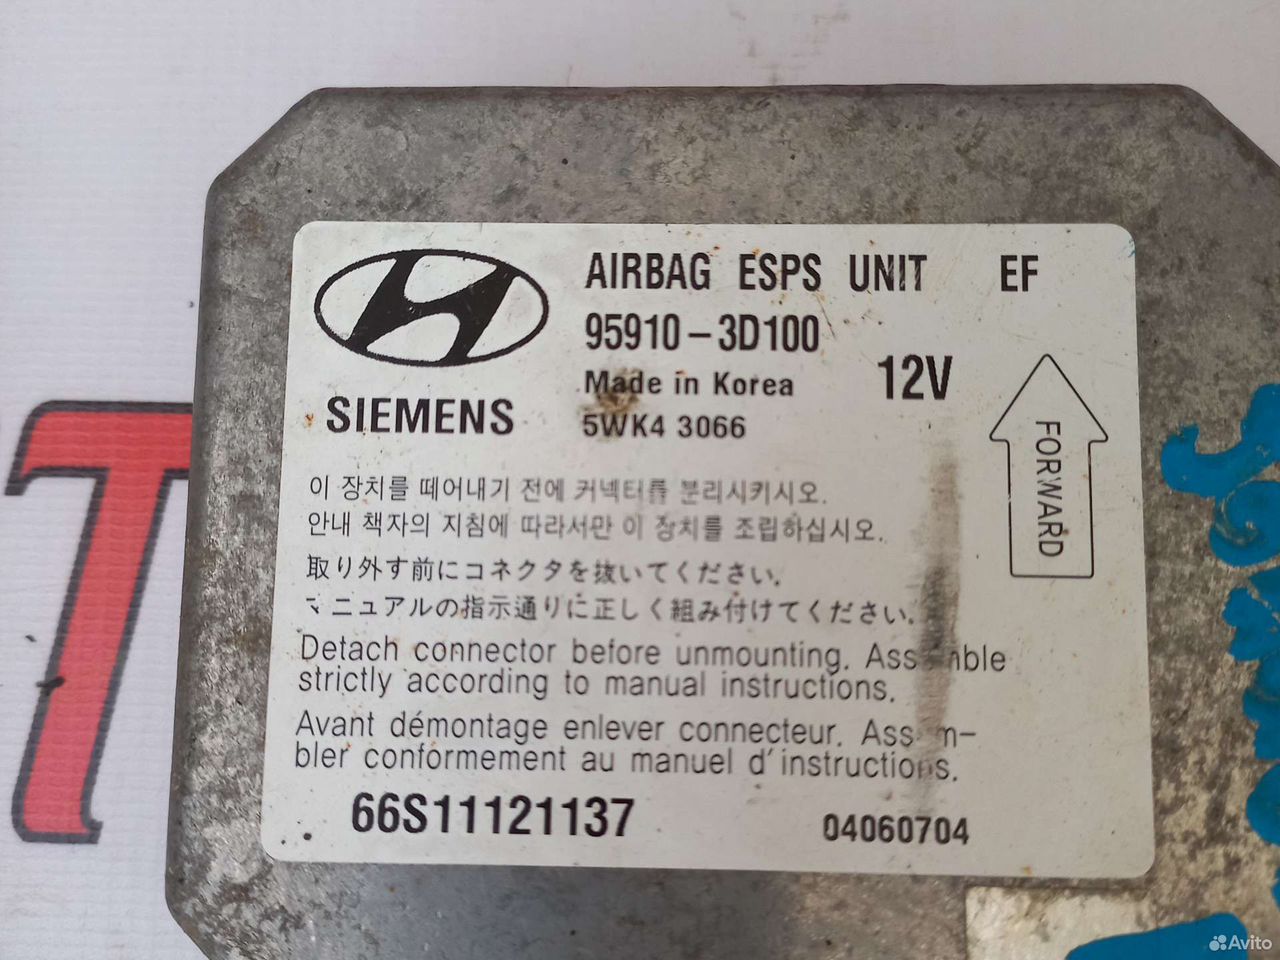 AIRBAG ESPS UNIT EF
95910-3D100
Made in Korea
12V
5WK4 3066
SIEMENS
FORWARD
이 장치를 떼어내기 전에 커넥터를 분리시키시오.
안내 책자의 지침에 따라서만 이 장치를 조립하십시오.
取り外す前にコネクタを抜いてください.
マニュアルの指示通りに正しく組み付けてください.
Detach connector before unmounting. Assemble
strictly according to manual instructions.
Avant démontage enlever connecteur. Assem-
bler conformement au manuel d'instructions.
66S11121137
04060704
T
Avito